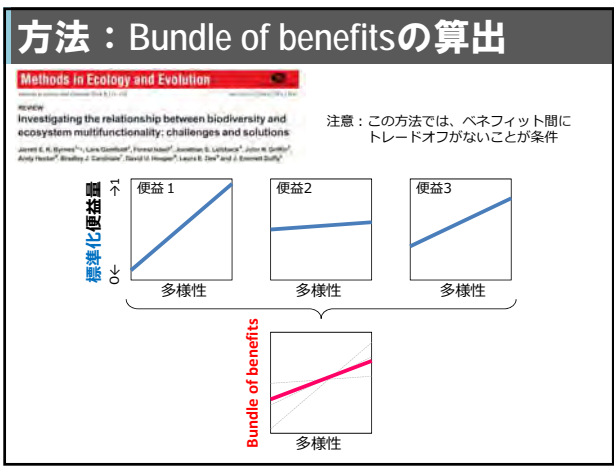 方法：Bundle of benefitsの算出
Methods in Ecology and Evolution
REVIEW
Investigating the relationship between biodiversity and
ecosystem multifunctionality: challenges and solutions
Jarrett E. K. Byrnes
Andy Hector
注意：この方法では、ベネフィット間に
トレードオフがないことが条件
標準化便益量
0↔1
便益1
便益2
便益3
多様性
多様性
多様性
Bundle of benefits
多様性